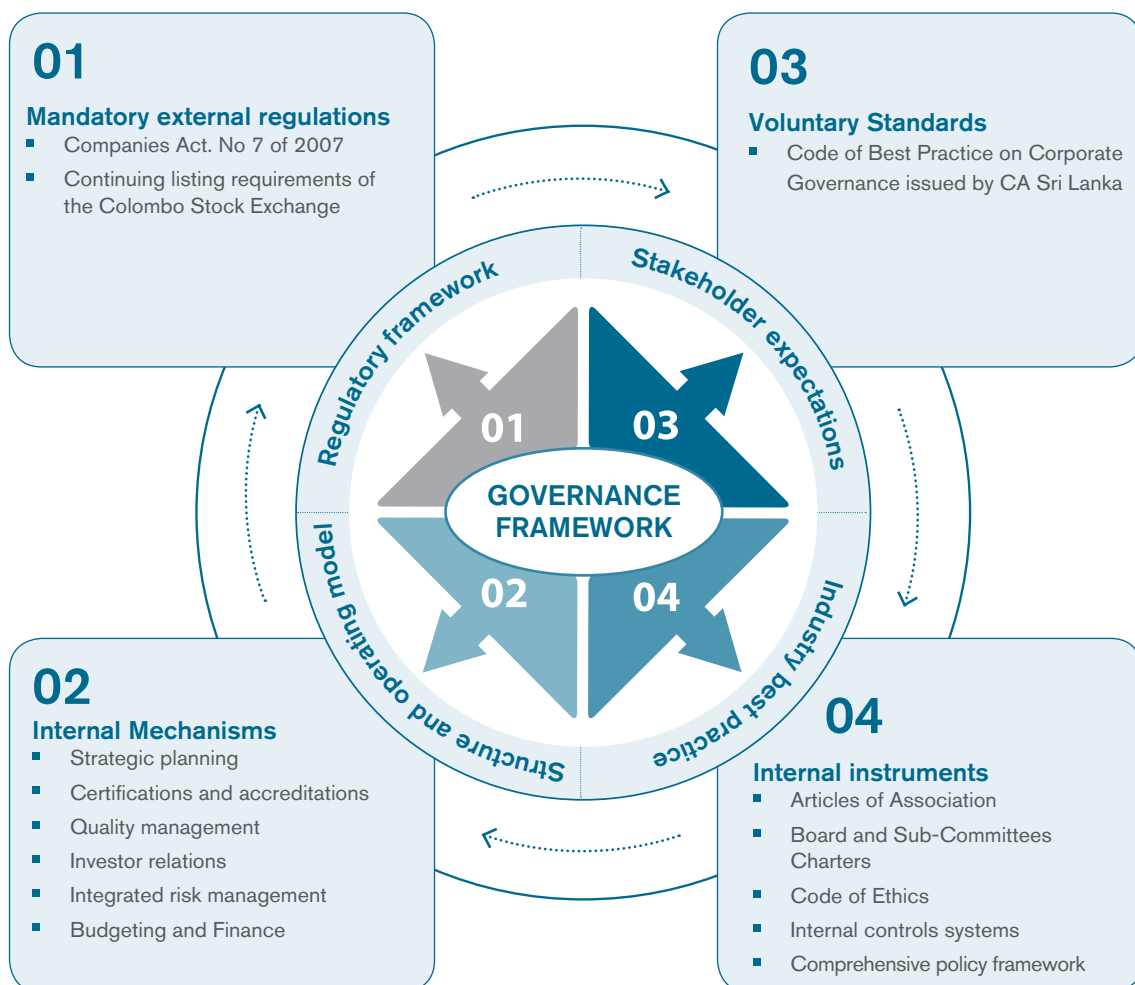 01
Mandatory external regulations
Companies Act. No 7 of 2007
Continuing listing requirements of
the Colombo Stock Exchange
03
Voluntary Standards
Code of Best Practice on Corporate
Governance issued by CA Sri Lanka
Regulatory framework
Stakeholder expectations
01
03
GOVERNANCE
FRAMEWORK
02
04
Structure and operating model
Industry best practice
02
Internal Mechanisms
Strategic planning
Certifications and accreditations
Quality management
Investor relations
Integrated risk management
Budgeting and Finance
04
Internal instruments
Articles of Association
Board and Sub-Committees
Charters
Code of Ethics
Internal controls systems
Comprehensive policy framework